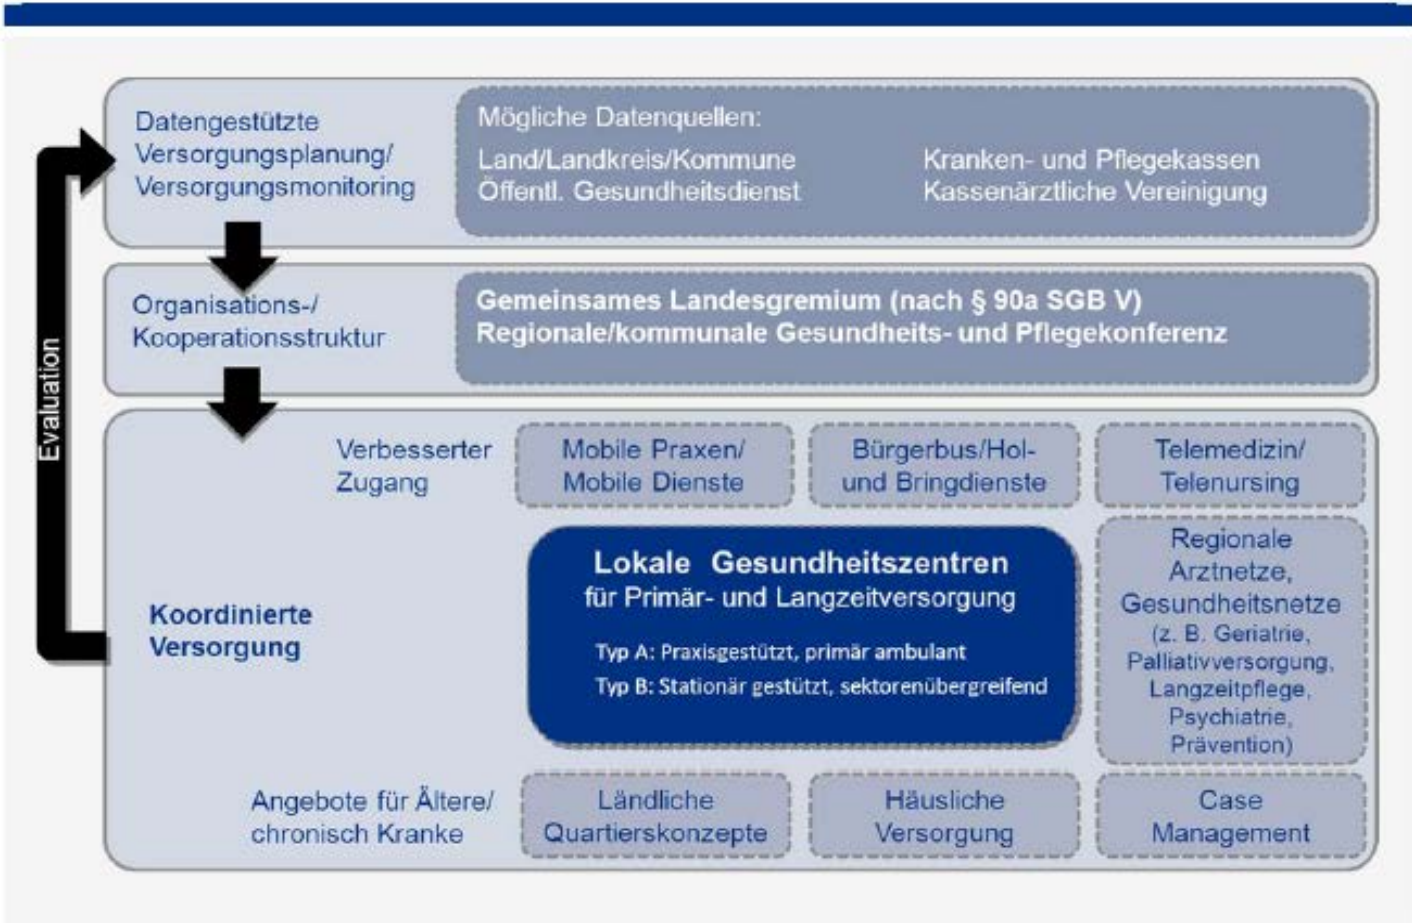 Datengestützte
Versorgungsplanung/
Versorgungsmonitoring
Mögliche Datenquellen:
Land/Landkreis/Kommune
Öffentl. Gesundheitsdienst
Kranken- und Pflegekassen
Kassenärztliche Vereinigung
Organisations-/
Kooperationsstruktur
Gemeinsames Landesgremium (nach § 90a SGB V)
Regionale/kommunale Gesundheits- und Pflegekonferenz
Evaluation
Verbesserter
Zugang
Mobile Praxen/
Mobile Dienste
Bürgerbus/Hol-
und Bringdienste
Telemedizin/
Telenursing
Koordinierte
Versorgung
Lokale Gesundheitszentren
für Primär- und Langzeitversorgung
Typ A: Praxisgestützt, primär ambulant
Typ B: Stationär gestützt, sektorenübergreifend
Regionale
Arztnetze,
Gesundheitsnetze
(z. B. Geriatrie,
Palliativversorgung,
Langzeitpflege,
Psychiatrie,
Prävention)
Angebote für Ältere/
chronisch Kranke
Ländliche
Quartierskonzepte
Häusliche
Versorgung
Case
Management